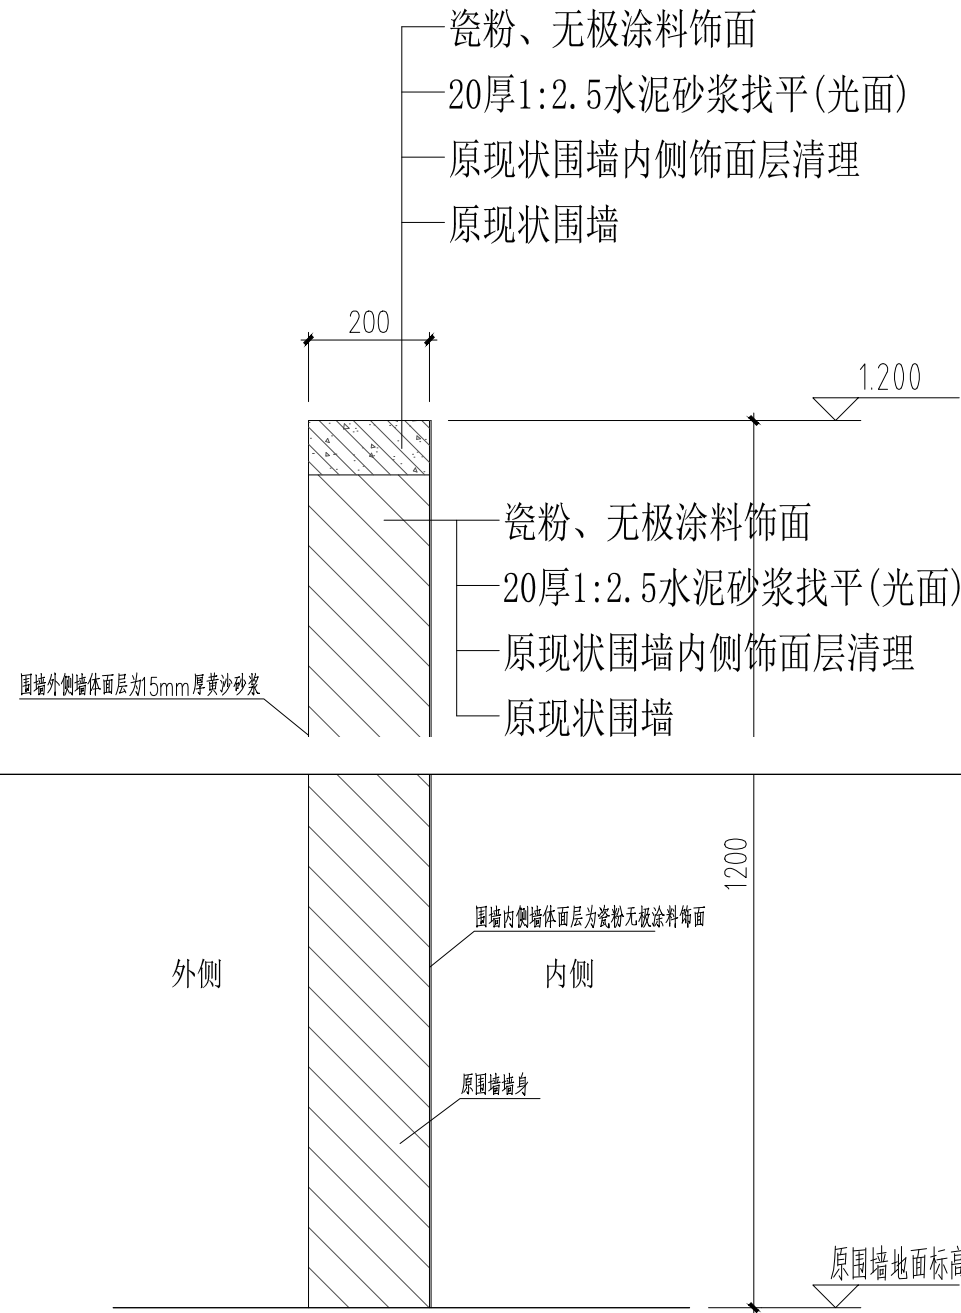 瓷粉、无极涂料饰面
20厚1:2.5水泥砂浆找平(光面)
原现状围墙内侧饰面层清理
原现状围墙
200
1.200
瓷粉、无极涂料饰面
20厚1:2.5水泥砂浆找平(光面)
原现状围墙内侧饰面层清理
围墙外侧墙体面层为15mm厚黄沙砂浆
原现状围墙
1200
围墙内侧墙体面层为瓷粉无极涂料饰面
外侧
内侧
原围墙墙身
原围墙地面标高